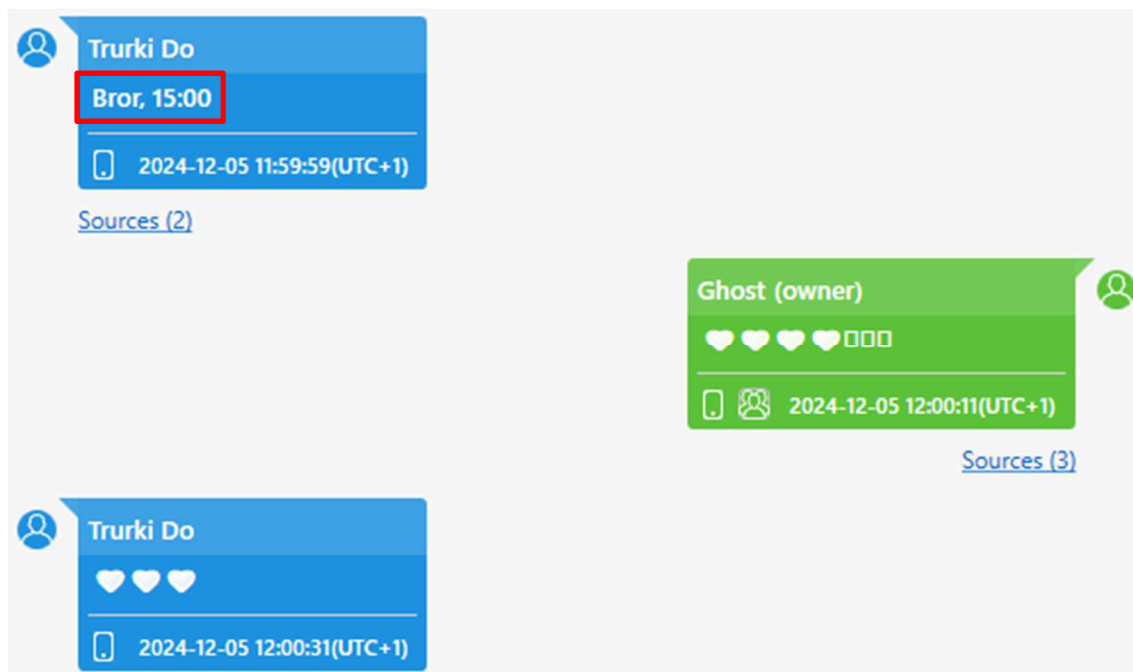 Trurki Do
Bror, 15:00
2024-12-05 11:59:59(UTC+1)
Sources (2)
Ghost (owner)
2024-12-05 12:00:11(UTC+1)
Sources (3)
Trurki Do
2024-12-05 12:00:31(UTC+1)